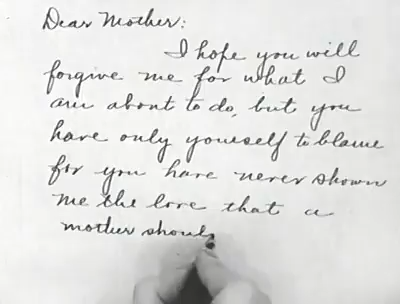 Dear Mother:
I hope you will
forgive me for what I
am about to do, but you
have only yourself to blame
for you have never shown
me the love that a
mother shoul